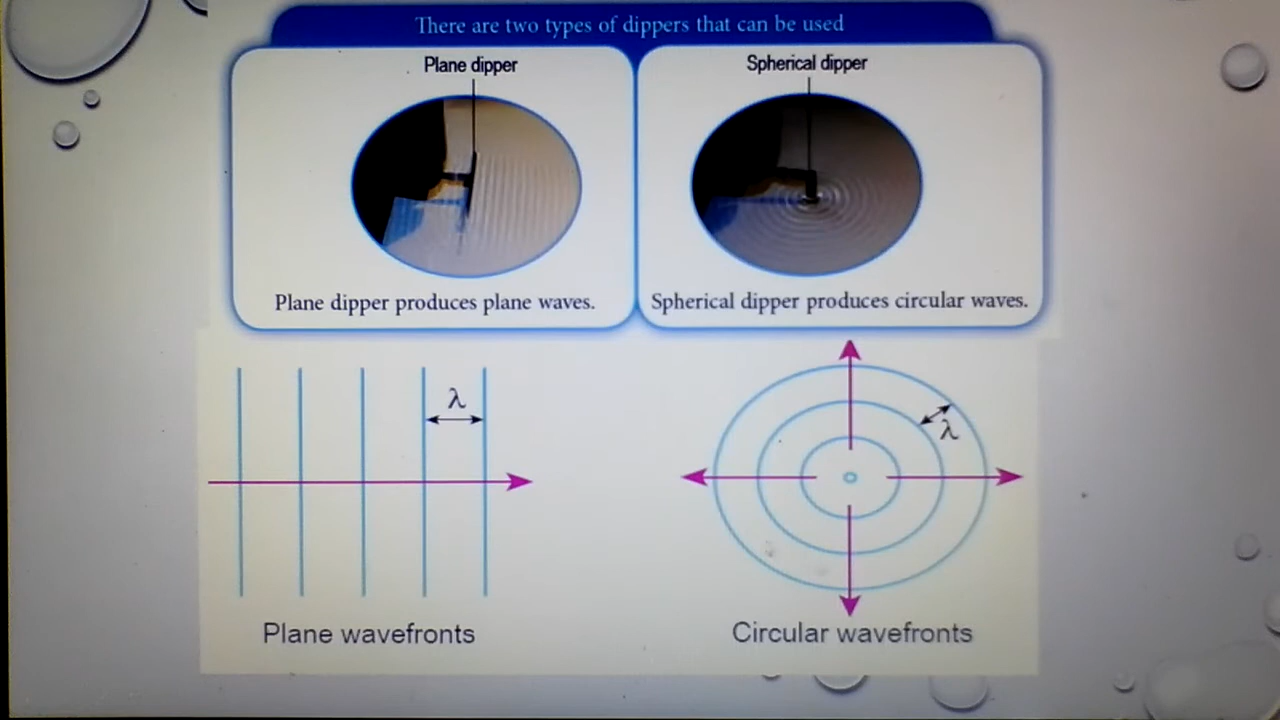 There are two types of dippers that can be used
Plane dipper
Spherical dipper
Plane dipper produces plane waves.
Spherical dipper produces circular waves.
λ
λ
Plane wavefronts
Circular wavefronts